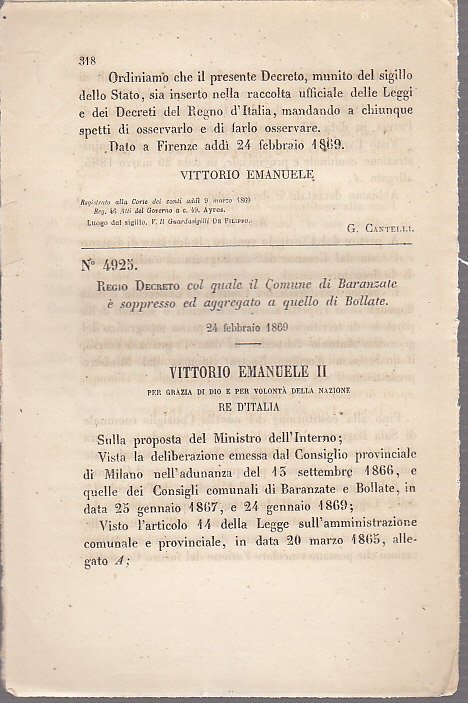 318
Ordiniamo che il presente Decreto, munito del sigillo
dello Stato, sia inserto nella raccolta ufficiale delle Leggi
e dei Decreti del Regno d'Italia, mandando a chiunque
spetti di osservarlo e di farlo osservare.
Dato a Firenze addì 24 febbraio 1869.
VITTORIO EMANUELE
Registrato alla Corte dei conti addì 9 marzo 1869
Reg. 46 Atti del Governo a c. 49. Ayres.
Luogo del sigillo. V. Il Guardasigilli DE FILIPPO.
G. CANTELLI.
N° 4925.
REGIO DECRETO col quale il Comune di Baranzate
è soppresso ed aggregato a quello di Bollate.
24 febbraio 1869
VITTORIO EMANUELE II
PER GRAZIA DI DIO E PER VOLONTÀ DELLA NAZIONE
RE D'ITALIA
Sulla proposta del Ministro dell'Interno;
Vista la deliberazione emessa dal Consiglio provinciale
di Milano nell'adunanza del 13 settembre 1866, e
quelle dei Consigli comunali di Baranzate e Bollate, in
data 25 gennaio 1867, e 24 gennaio 1869;
Visto l'articolo 14 della Legge sull'amministrazione
comunale e provinciale, in data 20 marzo 1865, alle-
gato A;